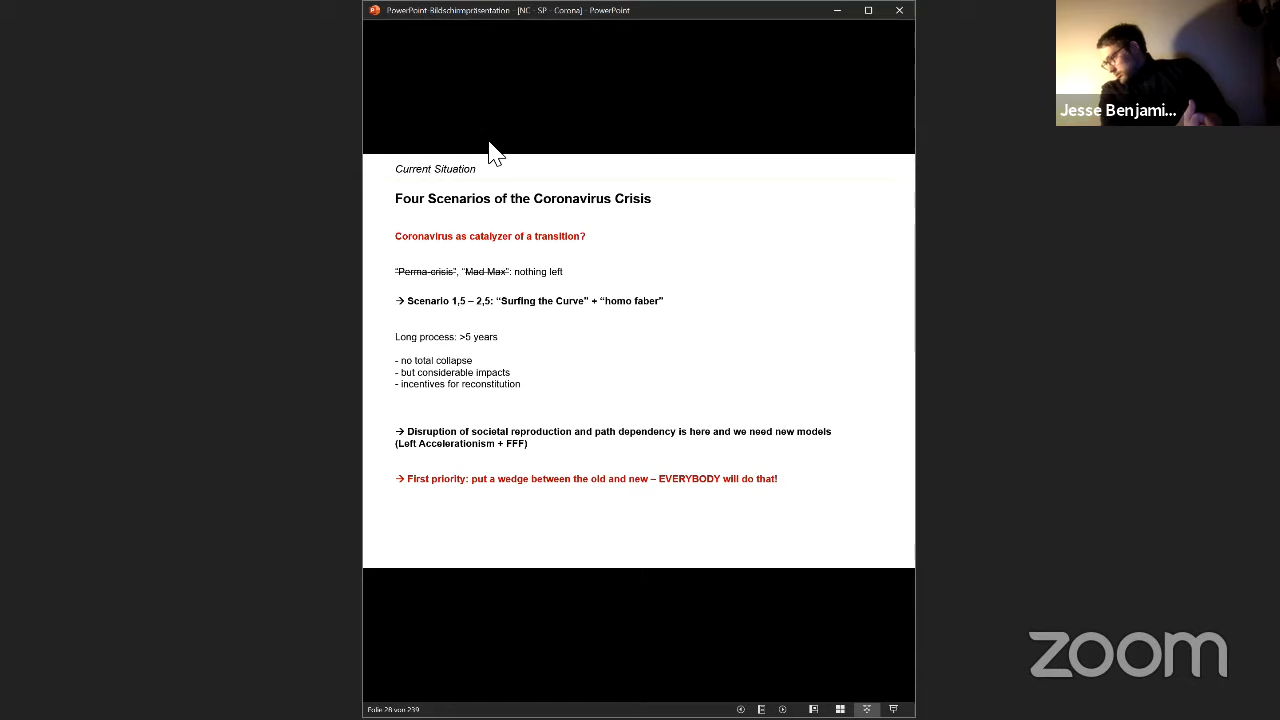 PowerPoint-Bildschirmpräsentation - [NC - SP - Corona] - PowerPoint
Jesse Benjami...
Current Situation
Four Scenarios of the Coronavirus Crisis
Coronavirus as catalyzer of a transition?
“Perma-crisis”, “Mad Max”: nothing left
→ Scenario 1,5 – 2,5: “Surfing the Curve” + “homo faber”
Long process: >5 years
- no total collapse
- but considerable impacts
- incentives for reconstitution
→ Disruption of societal reproduction and path dependency is here and we need new models
(Left Accelerationism + FFF)
→ First priority: put a wedge between the old and new – EVERYBODY will do that!
zoom
Folie 28 von 239